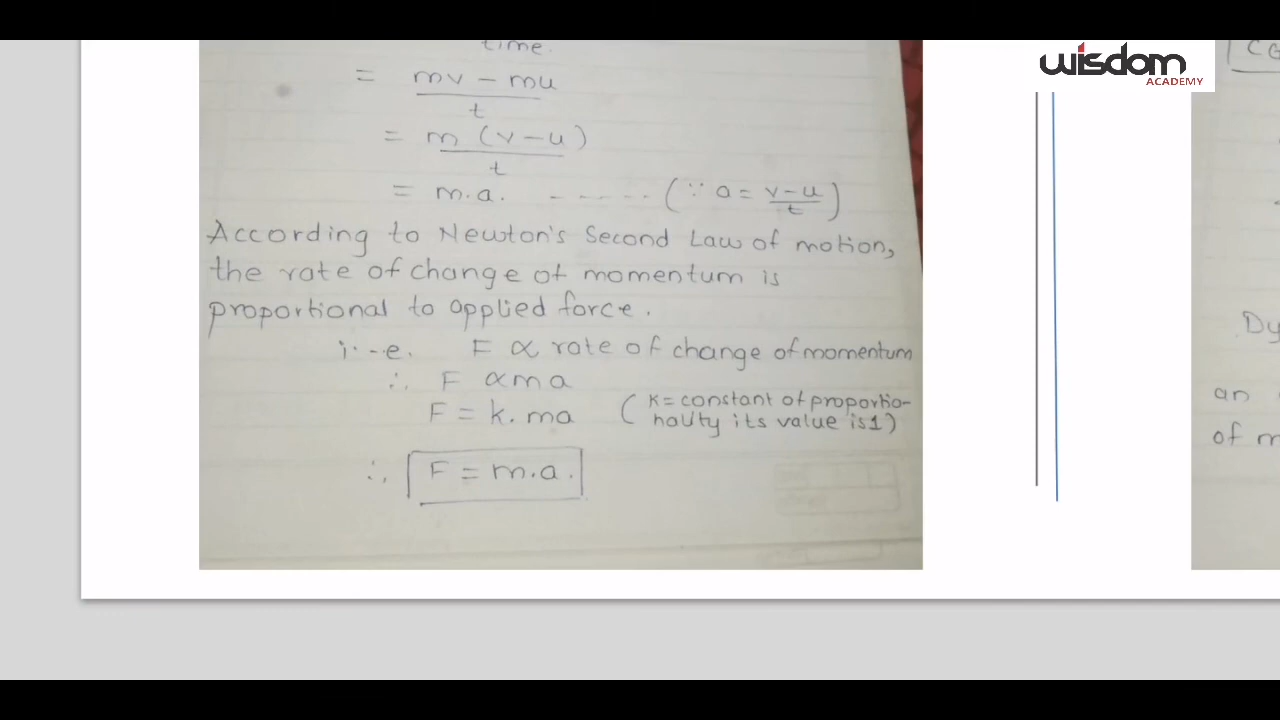 time.
= mv - mu
t
= m (v-u)
t
= m.a. ------ (∵ a = v-u
t)
According to Newton's Second Law of motion,
the rate of change of momentum is
proportional to applied force.
i.-e. F ∝ rate of change of momentum
∴ F ∝ ma
F = k. ma (k = constant of proportio-
nality its value is 1)
∴ F = m.a.
wisdom
ACADEMY
an
of m